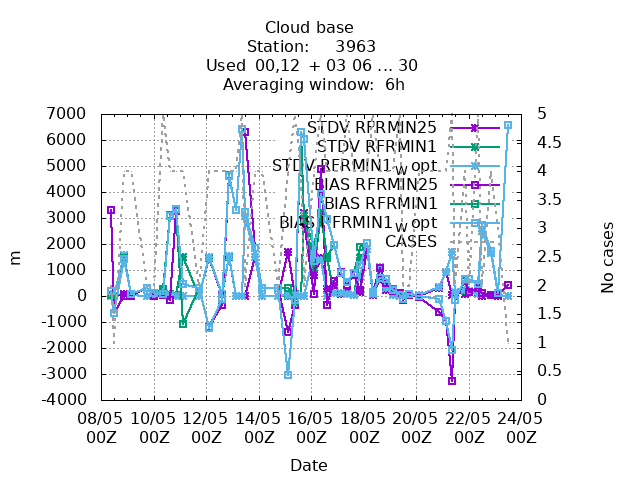 Cloud base
Station: 3963
Used 00,12 + 03 06 ... 30
Averaging window: 6h
7000
6000
5000
4000
3000
2000
1000
0
-1000
-2000
-3000
-4000
m
STDV RFRMIN25
STDV RFRMIN1
STDV RFRMIN1_w opt
BIAS RFRMIN25
BIAS RFRMIN1
BIAS RFRMIN1_w opt
CASES
5
4.5
4
3.5
3
2.5
2
1.5
1
0.5
0
No cases
08/05 10/05 12/05 14/05 16/05 18/05 20/05 22/05 24/05
00Z 00Z 00Z 00Z 00Z 00Z 00Z 00Z 00Z
Date